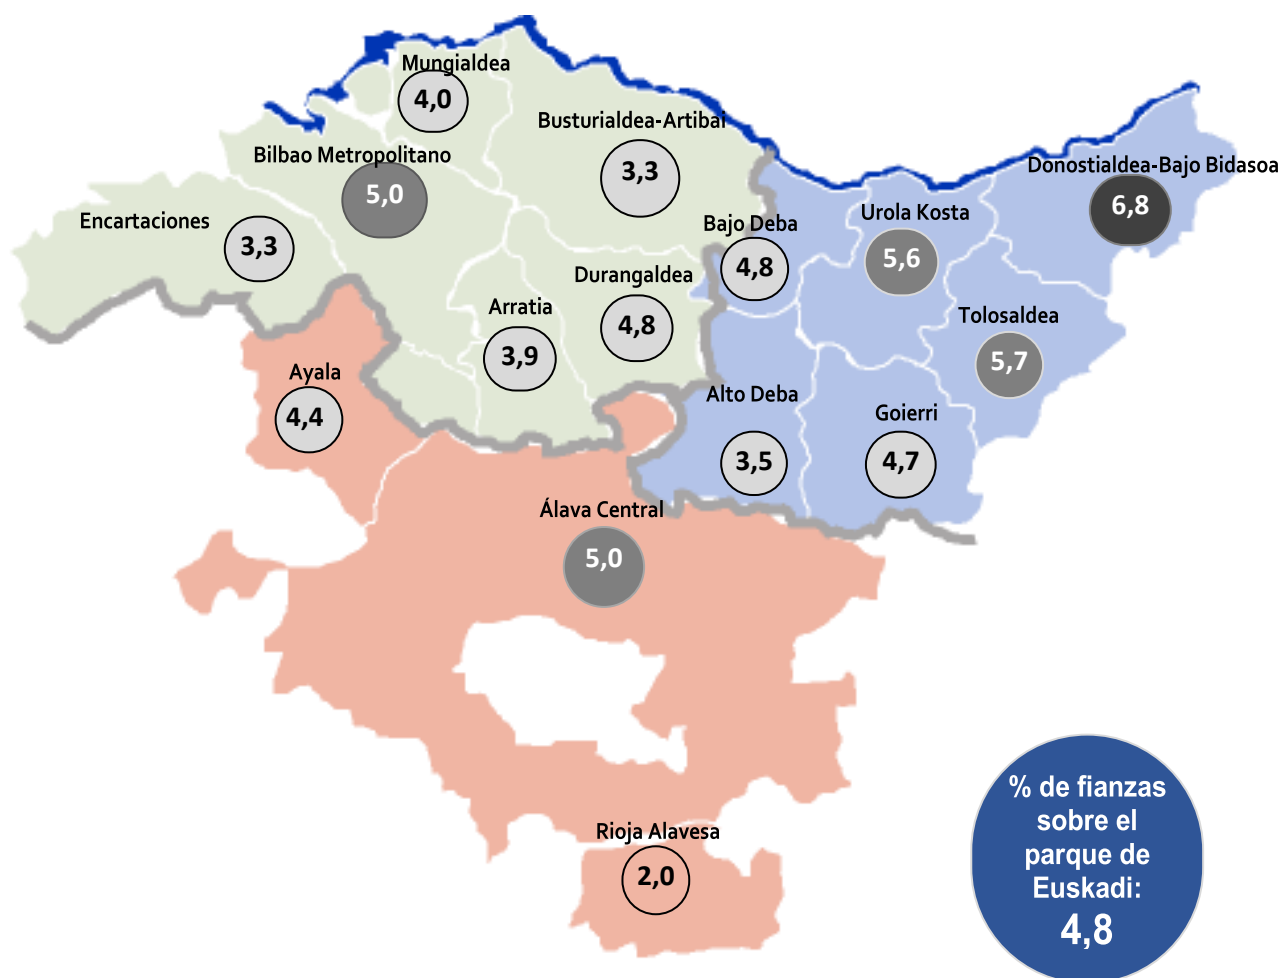 Mungialdea
4,0
Busturialdea-Artibai
3,3
Bilbao Metropolitano
5,0
Donostialdea-Bajo Bidasoa
6,8
Encartaciones
3,3
Bajo Deba
4,8
Urola Kosta
5,6
Durangaldea
4,8
Arratia
3,9
Tolosaldea
5,7
Ayala
4,4
Alto Deba
3,5
Goierri
4,7
Álava Central
5,0
Rioja Alavesa
2,0
% de fianzas
sobre el
parque de
Euskadi:
4,8